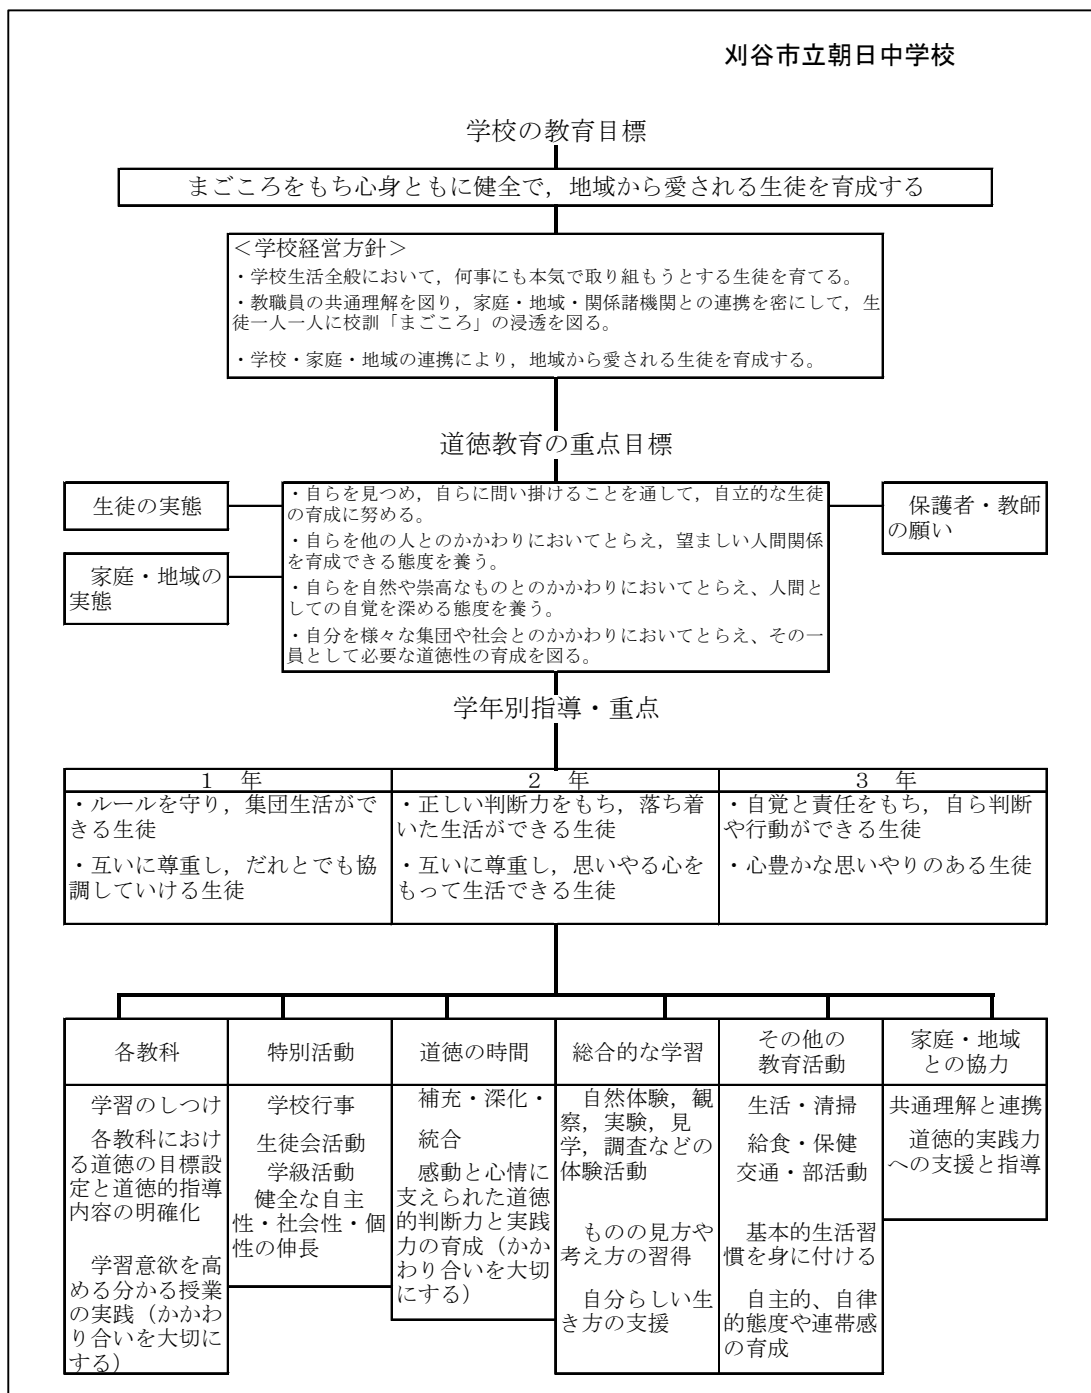 刈谷市立朝日中学校
学校の教育目標
まごころをもち心身ともに健全で，地域から愛される生徒を育成する
＜学校経営方針＞
・学校生活全般において，何事にも本気で取り組もうとする生徒を育てる。
・教職員の共通理解を図り，家庭・地域・関係諸機関との連携を密にして，生
徒一人一人に校訓「まごころ」の浸透を図る。
・学校・家庭・地域の連携により，地域から愛される生徒を育成する。
道徳教育の重点目標
生徒の実態
家庭・地域の
実態
・自らを見つめ，自らに問い掛けることを通して，自立的な生徒
の育成に努める。
・自らを他の人とのかかわりにおいてとらえ，望ましい人間関係
を育成できる態度を養う。
・自らを自然や崇高なものとのかかわりにおいてとらえ、人間と
しての自覚を深める態度を養う。
・自分を様々な集団や社会とのかかわりにおいてとらえ、その一
員として必要な道徳性の育成を図る。
保護者・教師
の願い
学年別指導・重点
１　年
・ルールを守り，集団生活がで
きる生徒
・互いに尊重し，だれとでも協
調していける生徒
２　年
・正しい判断力をもち，落ち着
いた生活ができる生徒
・互いに尊重し，思いやる心を
もって生活できる生徒
３　年
・自覚と責任をもち，自ら判断
や行動ができる生徒
・心豊かな思いやりのある生徒
各教科
学習のしつけ
各教科におけ
る道徳の目標設
定と道徳的指導
内容の明確化
学習意欲を高
める分かる授業
の実践（かかわ
り合いを大切に
する）
特別活動
学校行事
生徒会活動
学級活動
健全な自主
性・社会性・個
性の伸長
道徳の時間
補充・深化・
統合
感動と心情に
支えられた道徳
的判断力と実践
力の育成（かか
わり合いを大切
にする）
総合的な学習
自然体験，観
察，実験，見
学，調査などの
体験活動
ものの見方や
考え方の習得
自分らしい生
き方の支援
その他の
教育活動
生活・清掃
給食・保健
交通・部活動
基本的生活習
慣を身に付ける
自主的、自律
的態度や連帯感
の育成
家庭・地域
との協力
共通理解と連携
道徳的実践力
への支援と指導